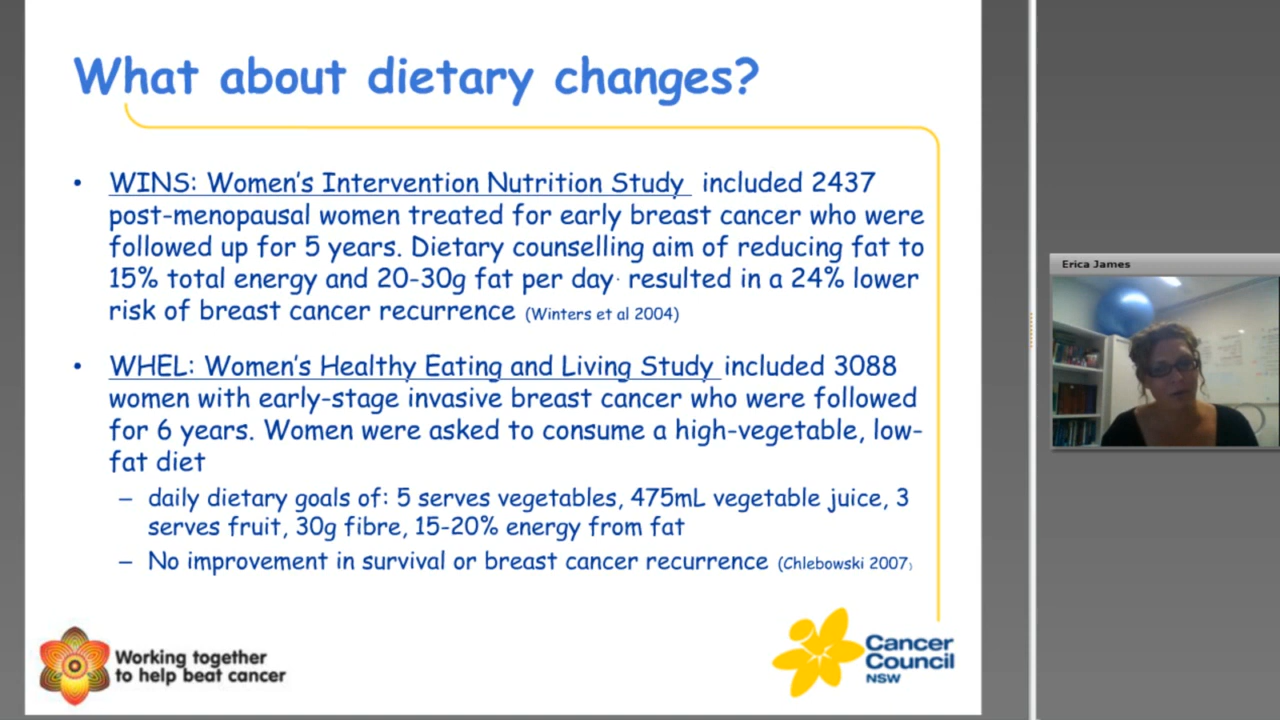 What about dietary changes?
• WINS: Women's Intervention Nutrition Study included 2437
post-menopausal women treated for early breast cancer who were
followed up for 5 years. Dietary counselling aim of reducing fat to
15% total energy and 20-30g fat per day resulted in a 24% lower
risk of breast cancer recurrence (Winters et al 2004)
• WHEL: Women's Healthy Eating and Living Study included 3088
women with early-stage invasive breast cancer who were followed
for 6 years. Women were asked to consume a high-vegetable, low-
fat diet
– daily dietary goals of: 5 serves vegetables, 475mL vegetable juice, 3
serves fruit, 30g fibre, 15-20% energy from fat
– No improvement in survival or breast cancer recurrence (Chlebowski 2007)
Working together
to help beat cancer
Cancer
Council
NSW
Erica James